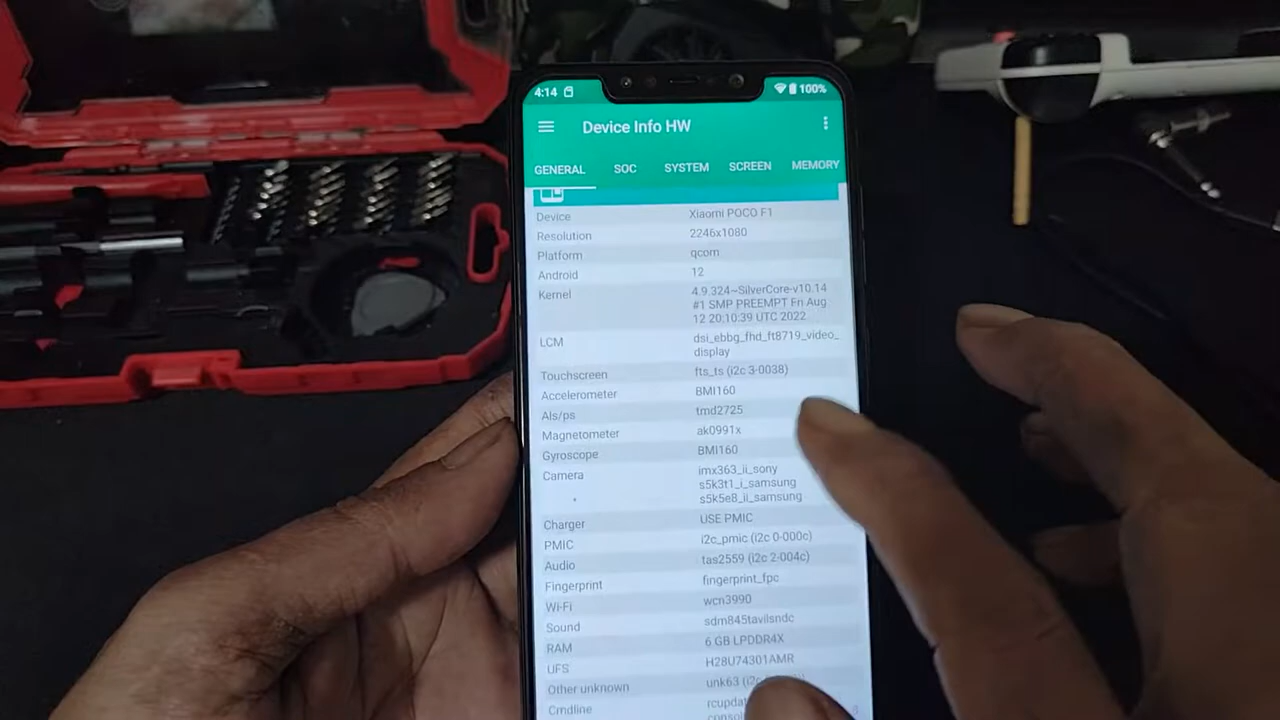 4:14 100%
Device Info HW
GENERAL SOC SYSTEM SCREEN MEMORY
Device Xiaomi POCO F1
Resolution 2246x1080
Platform qcom
Android 12
Kernel 4.9.324~SilverCore-v10.14
#1 SMP PREEMPT Fri Aug
12 20:10:39 UTC 2022
LCM dsi_ebbg_fhd_ft8719_video_
display
Touchscreen fts_ts (i2c 3-0038)
Accelerometer BMI160
Als/ps tmd2725
Magnetometer ak0991x
Gyroscope BMI160
Camera imx363_ii_sony
s5k3t1_i_samsung
s5k5e8_ii_samsung
Charger USE PMIC
PMIC i2c_pmic (i2c 0-000c)
Audio tas2559 (i2c 2-004c)
Fingerprint fingerprint_fpc
Wi-Fi wcn3990
Sound sdm845tavilsndc
RAM 6 GB LPDDR4X
UFS H28U74301AMR
Other unknown unk63
Cmdline